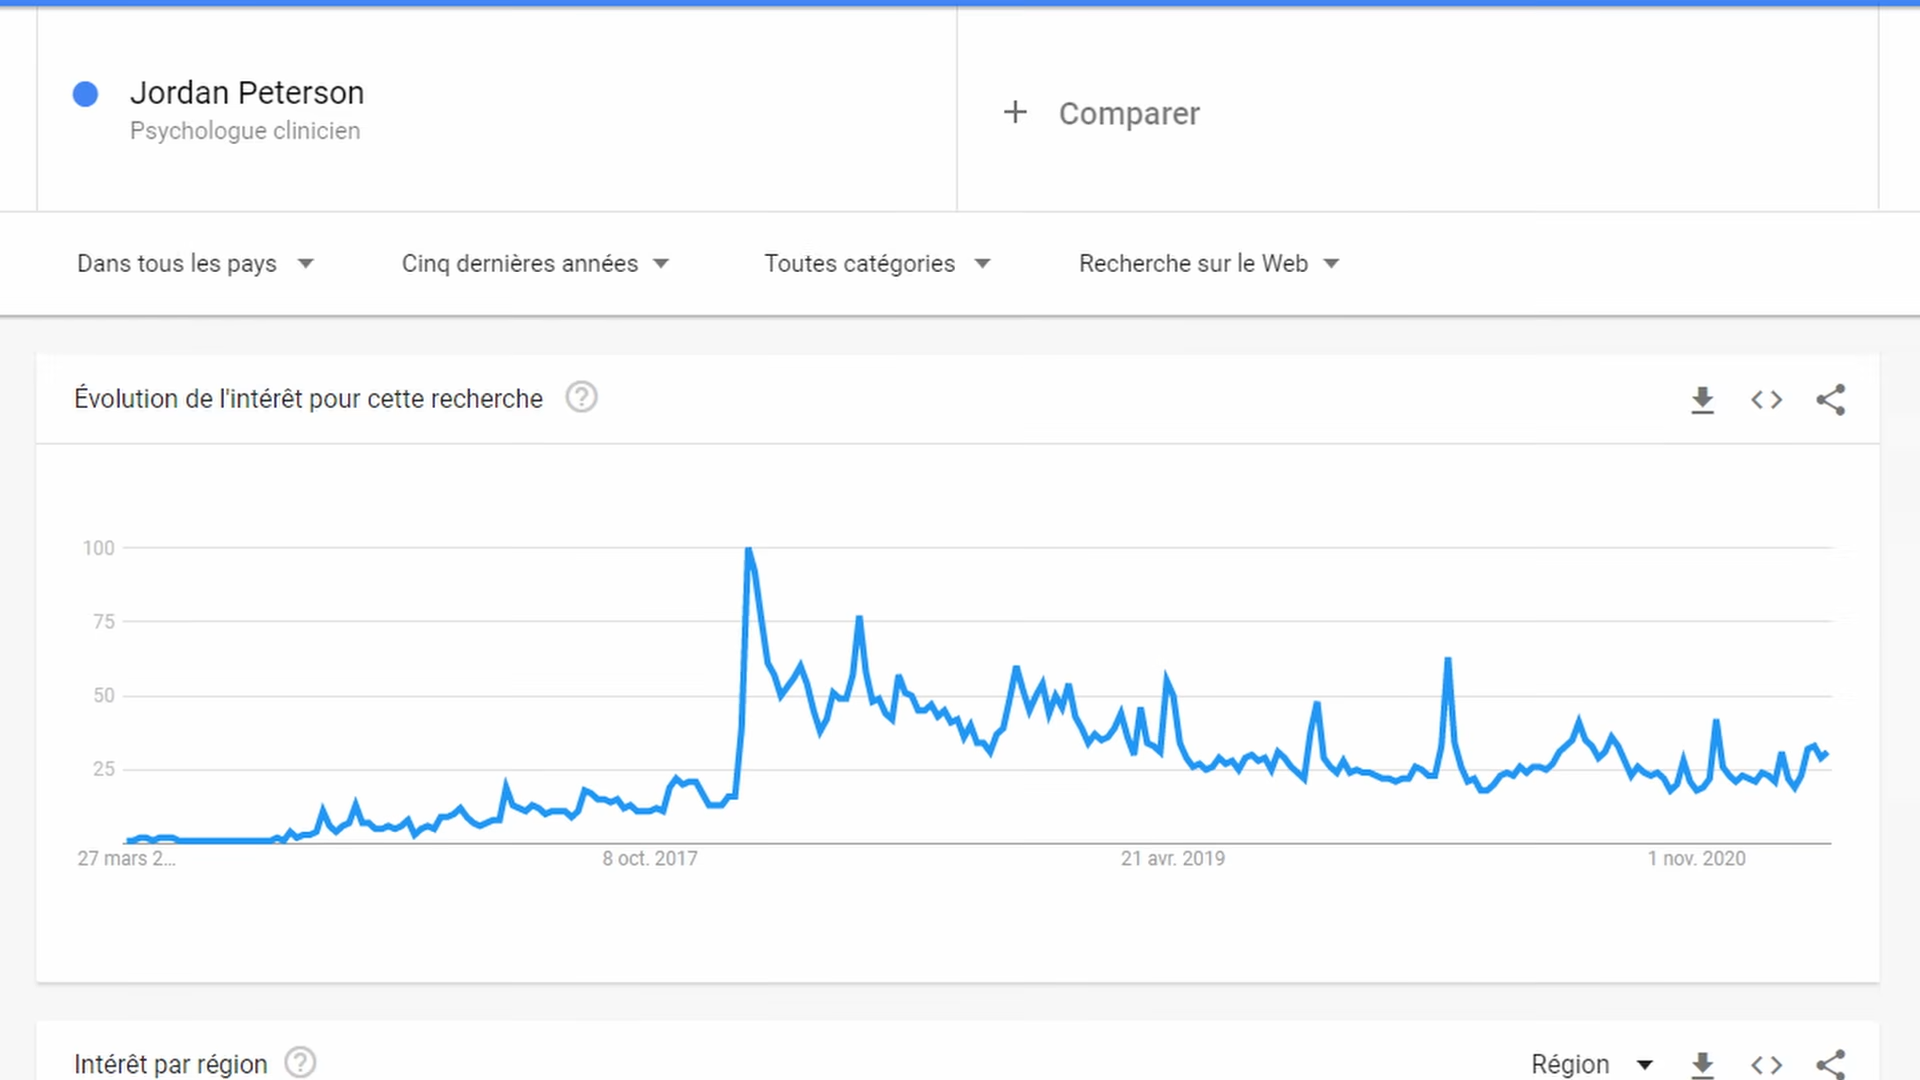 Jordan Peterson
Psychologue clinicien
+ Comparer
Dans tous les pays
Cinq dernières années
Toutes catégories
Recherche sur le Web
Évolution de l'intérêt pour cette recherche ?
100
75
50
25
27 mars 2...
8 oct. 2017
21 avr. 2019
1 nov. 2020
Intérêt par région ?
Région